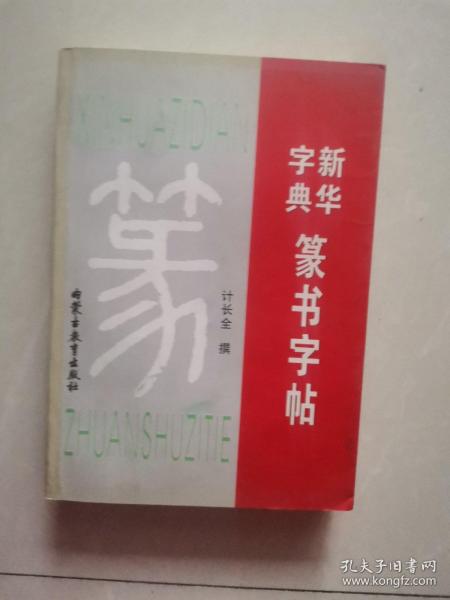 XINHUAZIDIAN
新华
字典
篆书字帖
篆
计长全 撰
内蒙古教育出版社
ZHUANSHUZITIE
孔夫子旧书网
www.kongfz.com